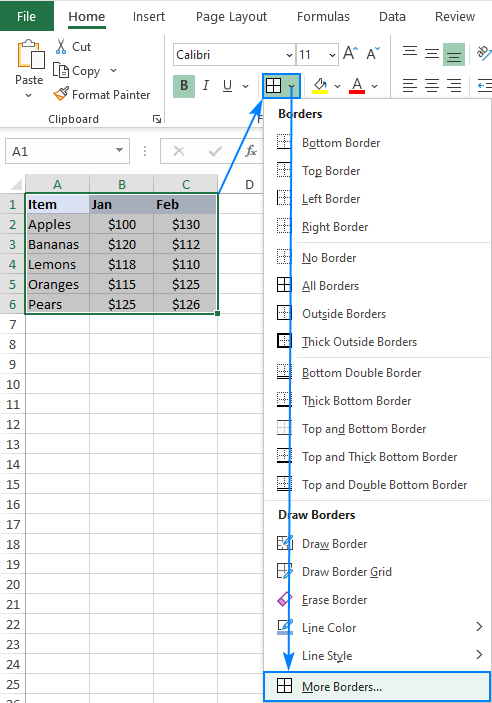 File Home Insert Page Layout Formulas Data Review
Cut
Copy
Format Painter
Paste
Clipboard
Calibri 11 A A
B I U A ab
A1 fx
A B C D
1 Item Jan Feb
2 Apples $100 $130
3 Bananas $120 $112
4 Lemons $118 $110
5 Oranges $115 $125
6 Pears $125 $126
7
8
9
10
11
12
13
14
15
16
17
18
19
20
21
22
23
24
25
26
Borders
Bottom Border
Top Border
Left Border
Right Border
No Border
All Borders
Outside Borders
Thick Outside Borders
Bottom Double Border
Thick Bottom Border
Top and Bottom Border
Top and Thick Bottom Border
Top and Double Bottom Border
Draw Borders
Draw Border
Draw Border Grid
Erase Border
Line Color
Line Style
More Borders...